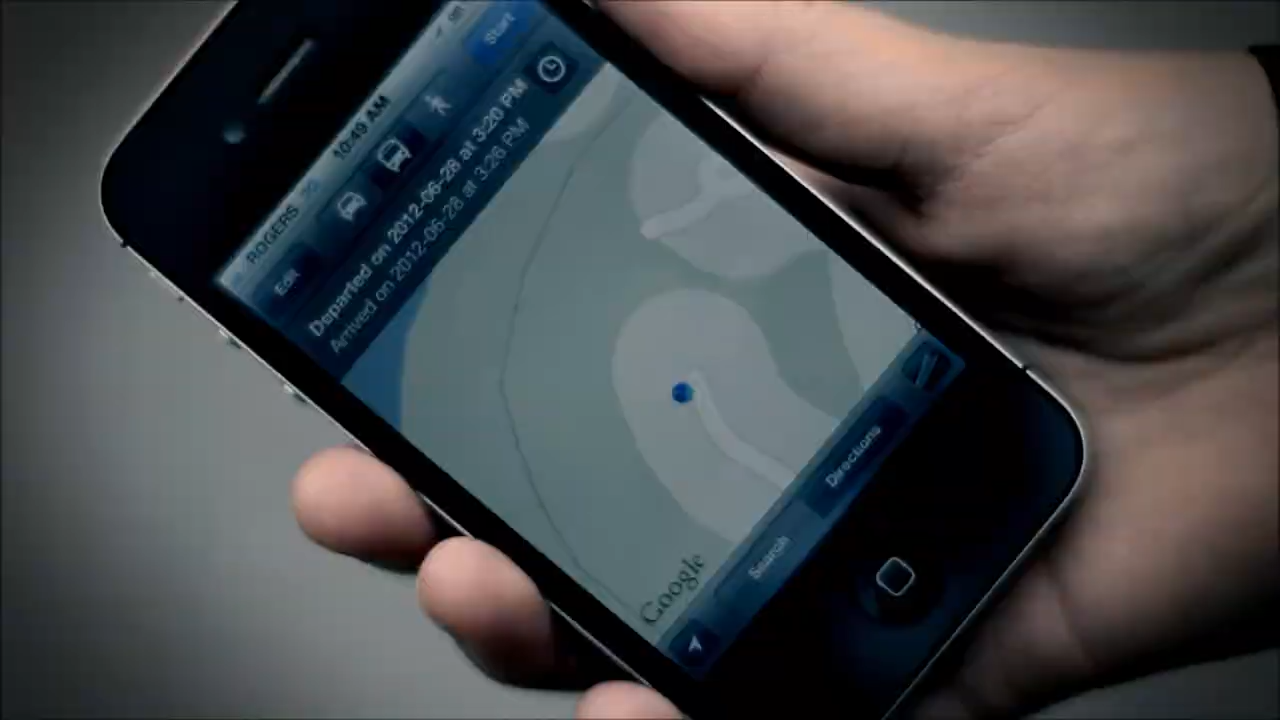 ROGERS 3G 10:49 AM
Edit
Start
Departed on 2012-06-28 at 3:20 PM
Arrived on 2012-06-28 at 3:26 PM
Google
Search
Directions